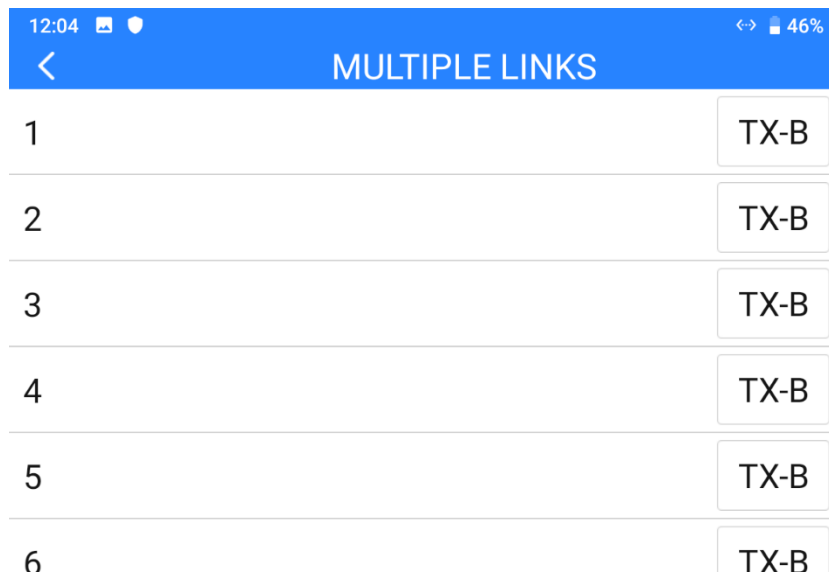 12:04 46%
MULTIPLE LINKS
1 TX-B
2 TX-B
3 TX-B
4 TX-B
5 TX-B
6 TX-B